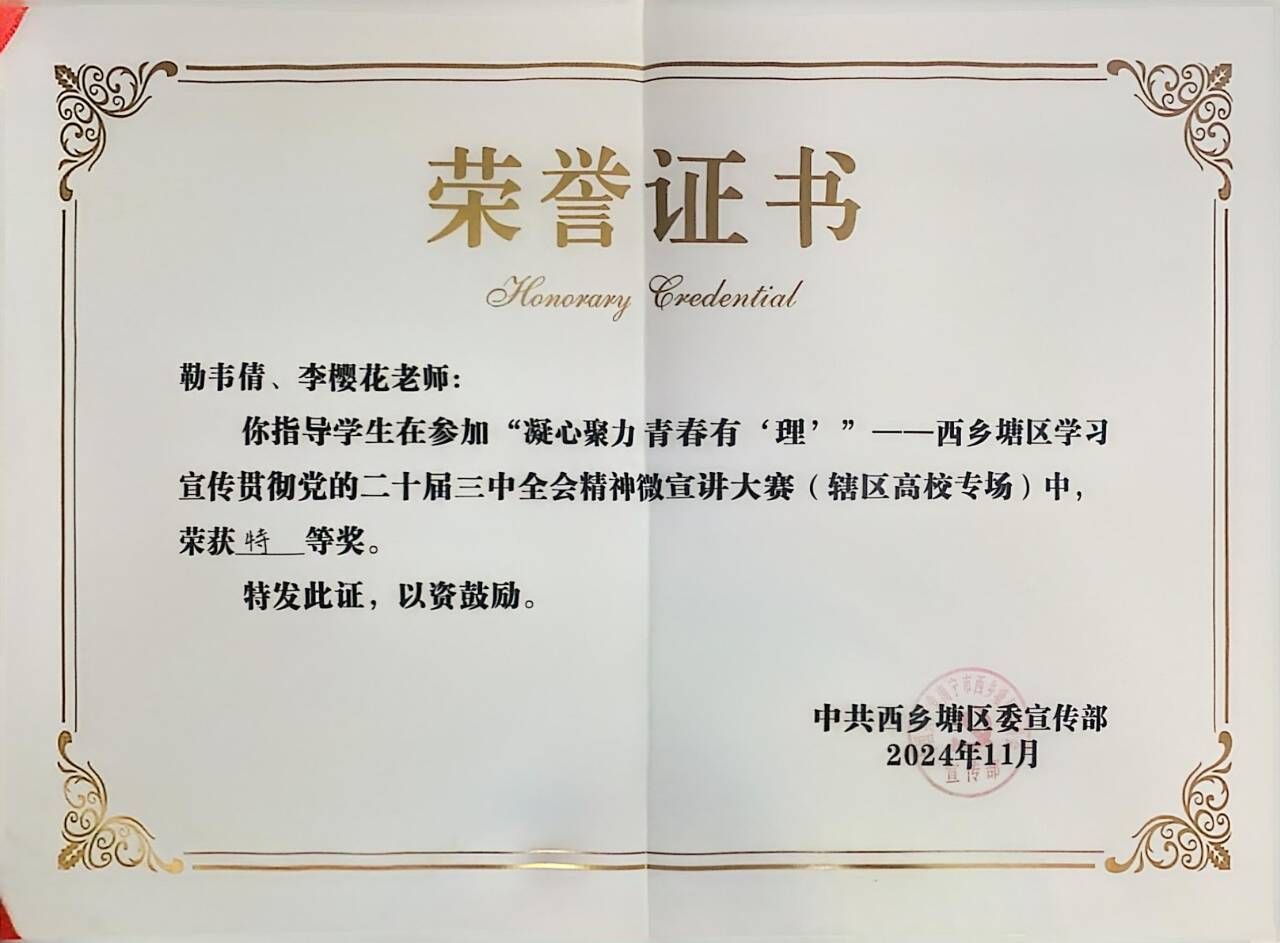 荣誉证书
Honorary Credential
勒韦倩、李樱花老师：
你指导学生在参加“凝心聚力 青春有‘理’”——西乡塘区学习
宣传贯彻党的二十届三中全会精神微宣讲大赛（辖区高校专场）中，
荣获特等奖。
特发此证，以资鼓励。
中共西乡塘区委宣传部
2024年11月
宣传部